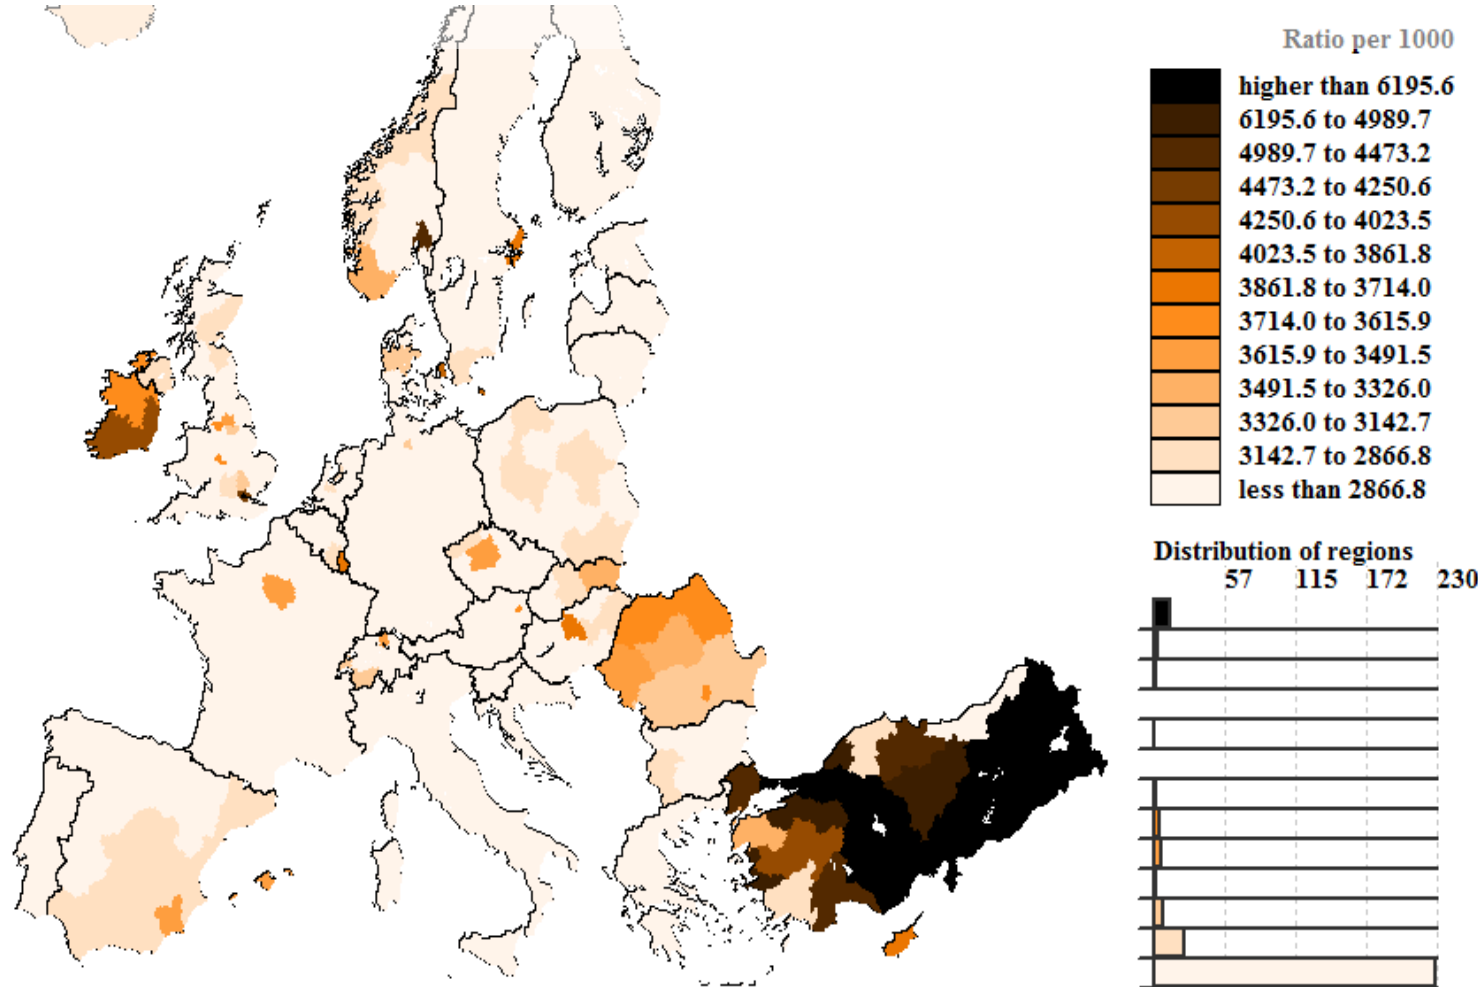 Ratio per 1000
higher than 6195.6
6195.6 to 4989.7
4989.7 to 4473.2
4473.2 to 4250.6
4250.6 to 4023.5
4023.5 to 3861.8
3861.8 to 3714.0
3714.0 to 3615.9
3615.9 to 3491.5
3491.5 to 3326.0
3326.0 to 3142.7
3142.7 to 2866.8
less than 2866.8
Distribution of regions
57 115 172 230